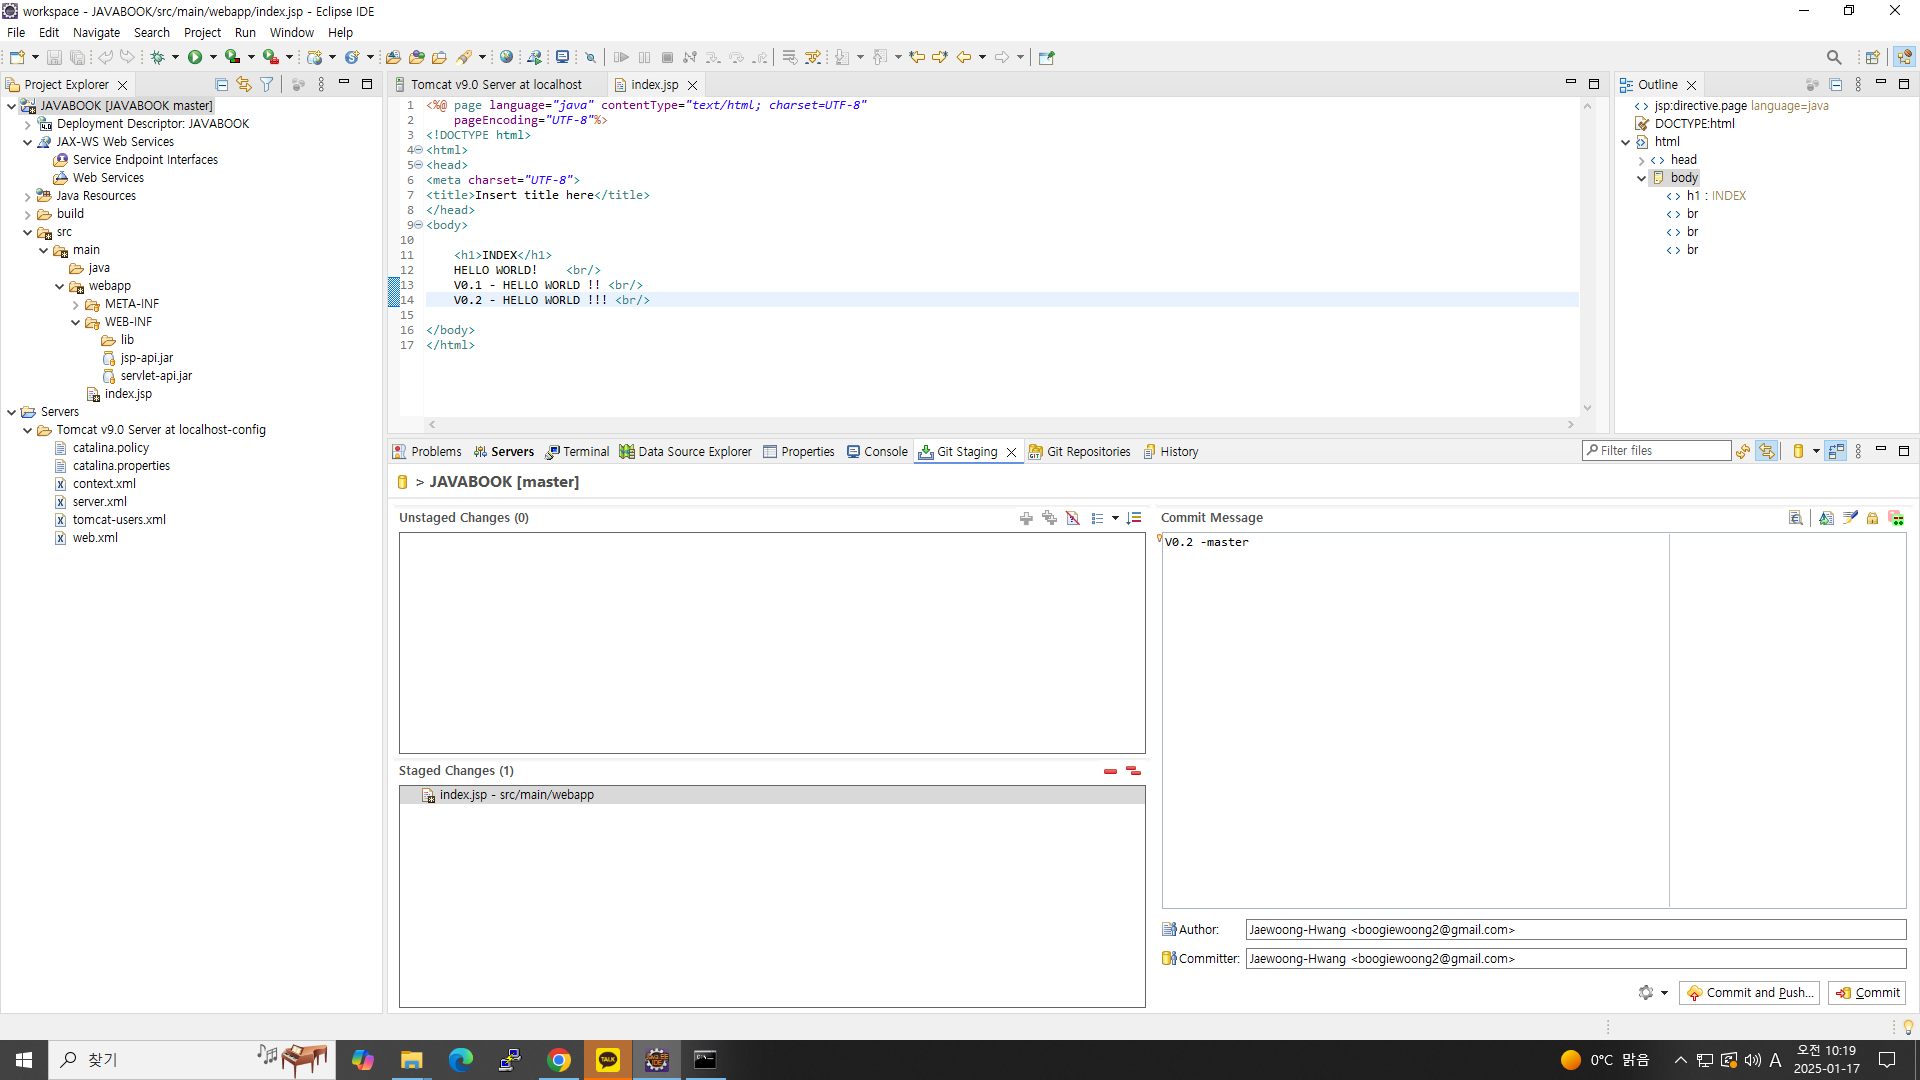 workspace - JAVABOOK/src/main/webapp/index.jsp - Eclipse IDE
File Edit Navigate Search Project Run Window Help
Project Explorer
JAVABOOK [JAVABOOK master]
Deployment Descriptor: JAVABOOK
JAX-WS Web Services
Service Endpoint Interfaces
Web Services
Java Resources
build
src
main
java
webapp
META-INF
WEB-INF
lib
jsp-api.jar
servlet-api.jar
index.jsp
Servers
Tomcat v9.0 Server at localhost-config
catalina.policy
catalina.properties
context.xml
server.xml
tomcat-users.xml
web.xml
Tomcat v9.0 Server at localhost
index.jsp
1 <%@ page language="java" contentType="text/html; charset=UTF-8"
2 pageEncoding="UTF-8"%>
3 <!DOCTYPE html>
4 <html>
5 <head>
6 <meta charset="UTF-8">
7 <title>Insert title here</title>
8 </head>
9 <body>
10
11 <h1>INDEX</h1>
12 HELLO WORLD! <br/>
13 V0.1 - HELLO WORLD !! <br/>
14 V0.2 - HELLO WORLD !!! <br/>
15
16 </body>
17 </html>
Outline
jsp:directive.page language=java
DOCTYPE:html
html
head
body
h1 : INDEX
br
br
br
Problems Servers Terminal Data Source Explorer Properties Console Git Staging Git Repositories History
Filter files
> JAVABOOK [master]
Unstaged Changes (0)
Staged Changes (1)
index.jsp - src/main/webapp
Commit Message
V0.2 -master
Author: Jaewoong-Hwang <boogiewoong2@gmail.com>
Committer: Jaewoong-Hwang <boogiewoong2@gmail.com>
Commit and Push...
Commit
찾기
TALK
Java EE
IDE
0°C 맑음
A
오전 10:19
2025-01-17